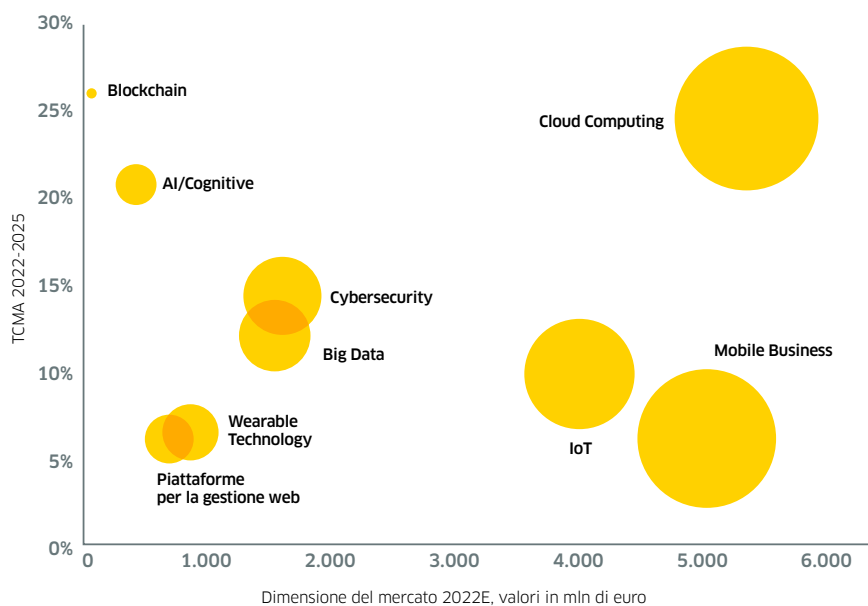 30%
25%
20%
15%
10%
5%
0%
TCMA 2022-2025
Blockchain
AI/Cognitive
Cloud Computing
Cybersecurity
Big Data
Mobile Business
IoT
Wearable
Technology
Piattaforme
per la gestione web
0
1.000
2.000
3.000
4.000
5.000
6.000
Dimensione del mercato 2022E, valori in mln di euro